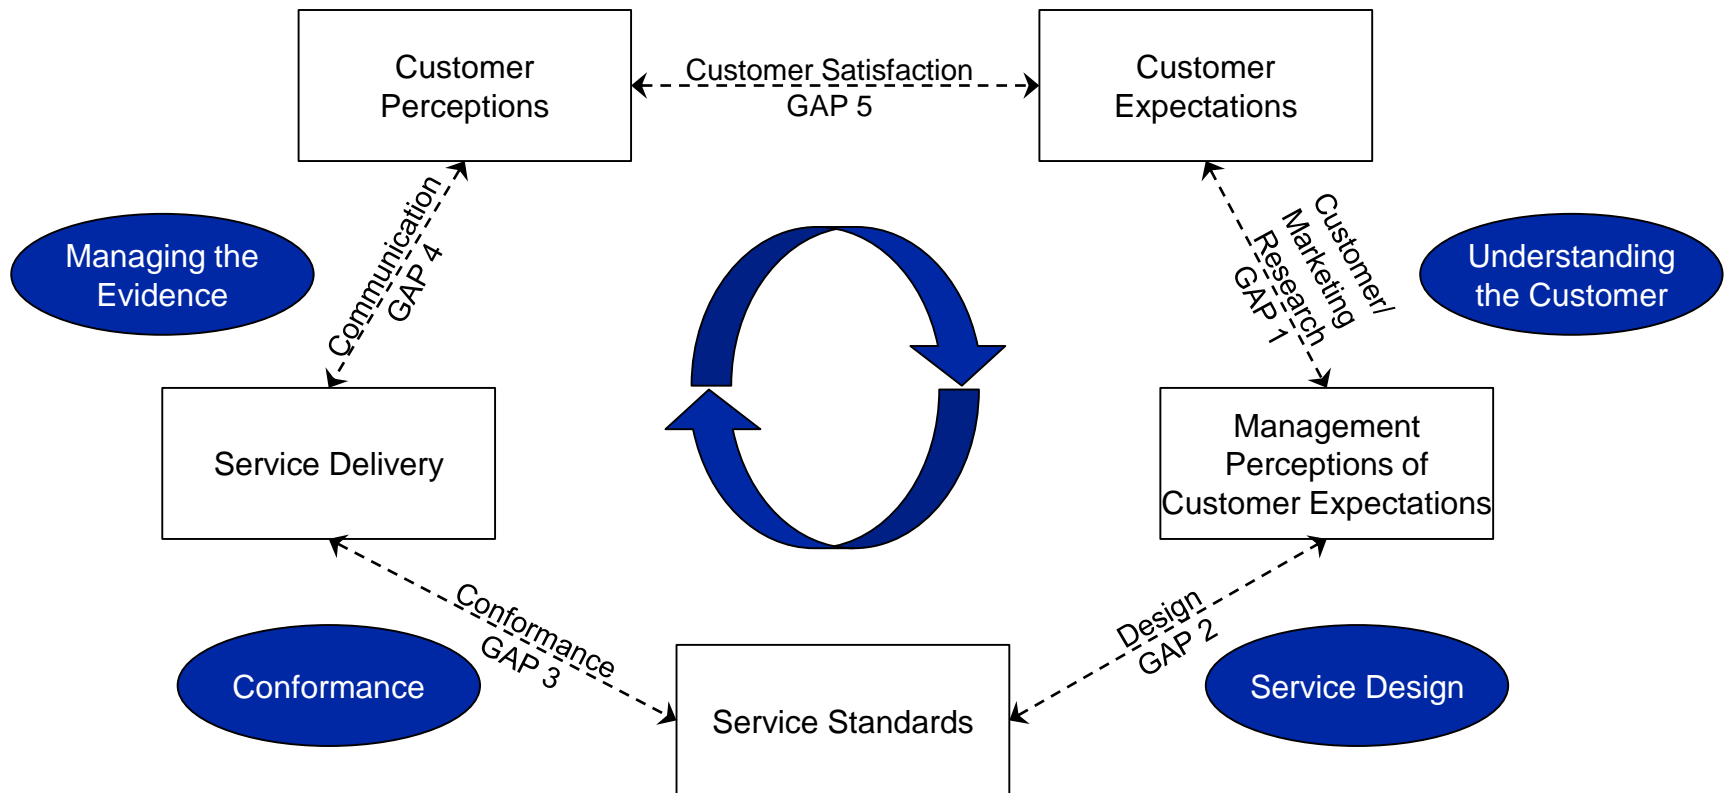 Customer
Perceptions
Customer Satisfaction
GAP 5
Customer
Expectations
Communication
GAP 4
Customer/
Marketing
Research
GAP 1
Managing the
Evidence
Understanding
the Customer
Service Delivery
Management
Perceptions of
Customer Expectations
Conformance
GAP 3
Design
GAP 2
Conformance
Service Standards
Service Design